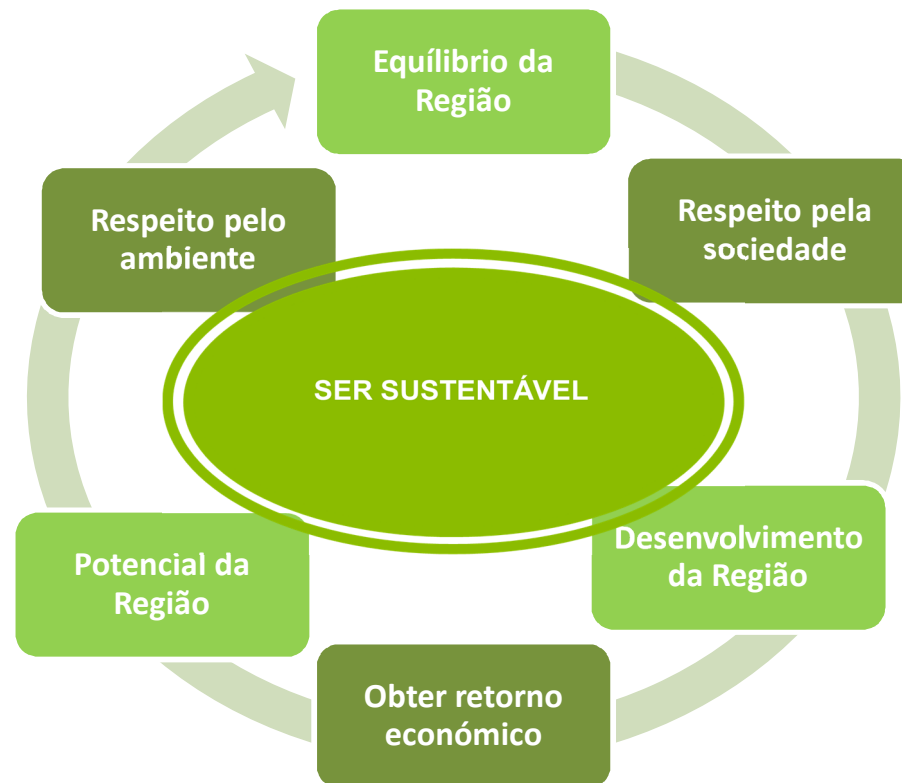 Equílibrio da
Região
Respeito pela
sociedade
Desenvolvimento
da Região
Obter retorno
económico
Potencial da
Região
Respeito pelo
ambiente
SER SUSTENTÁVEL